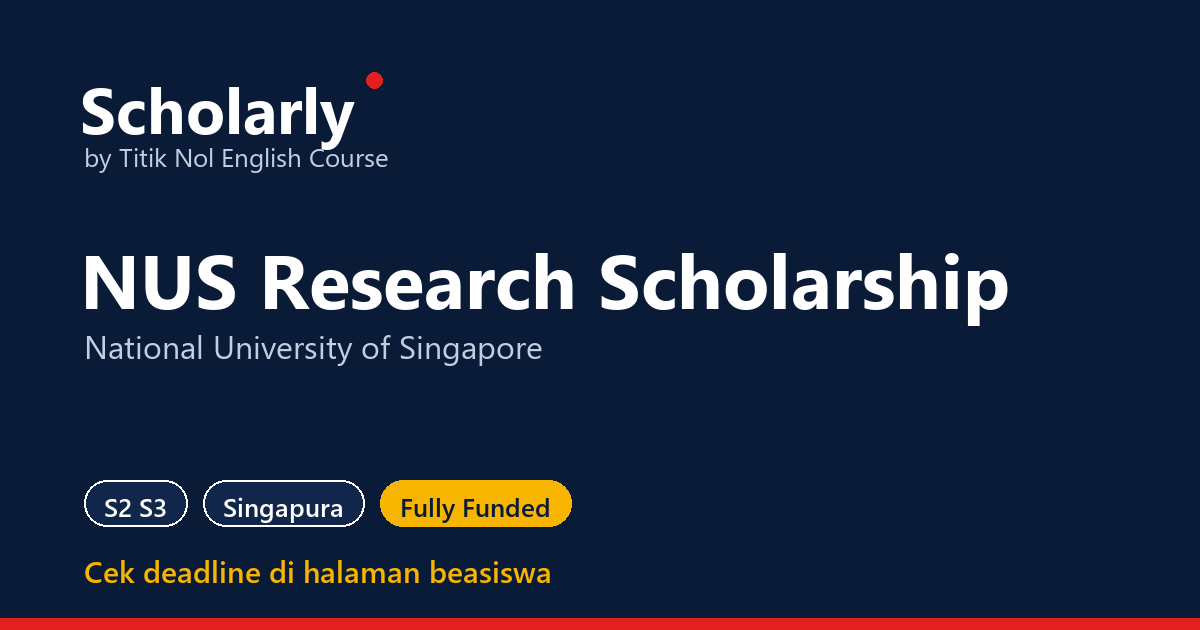 Scholarly
by Titik Nol English Course
NUS Research Scholarship
National University of Singapore
S2 S3
Singapura
Fully Funded
Cek deadline di halaman beasiswa